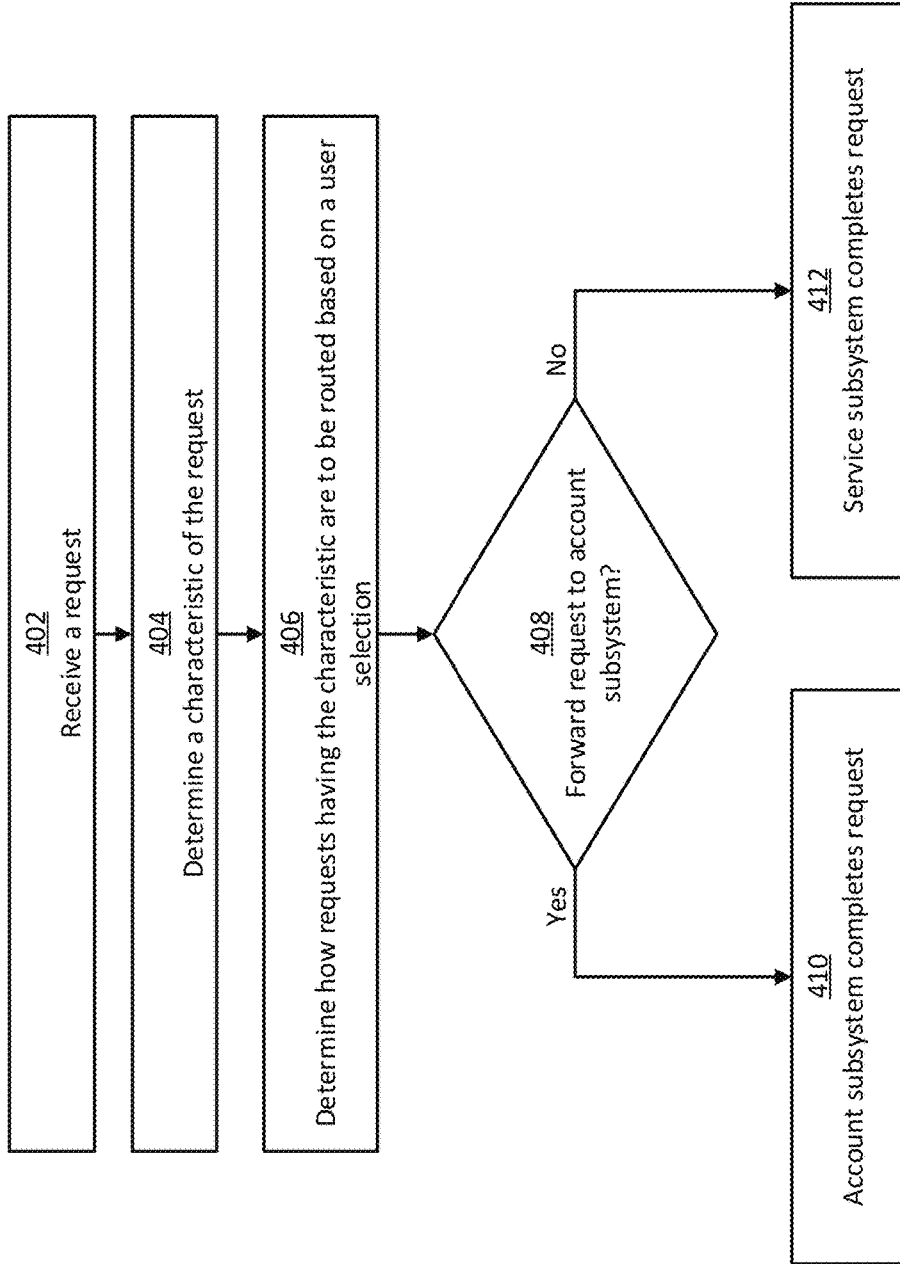 402
Receive a request
404
Determine a characteristic of the request
406
Determine how requests having the characteristic are to be routed based on a user
selection
408
Forward request to account
subsystem?
Yes
No
410
Account subsystem completes request
412
Service subsystem completes request